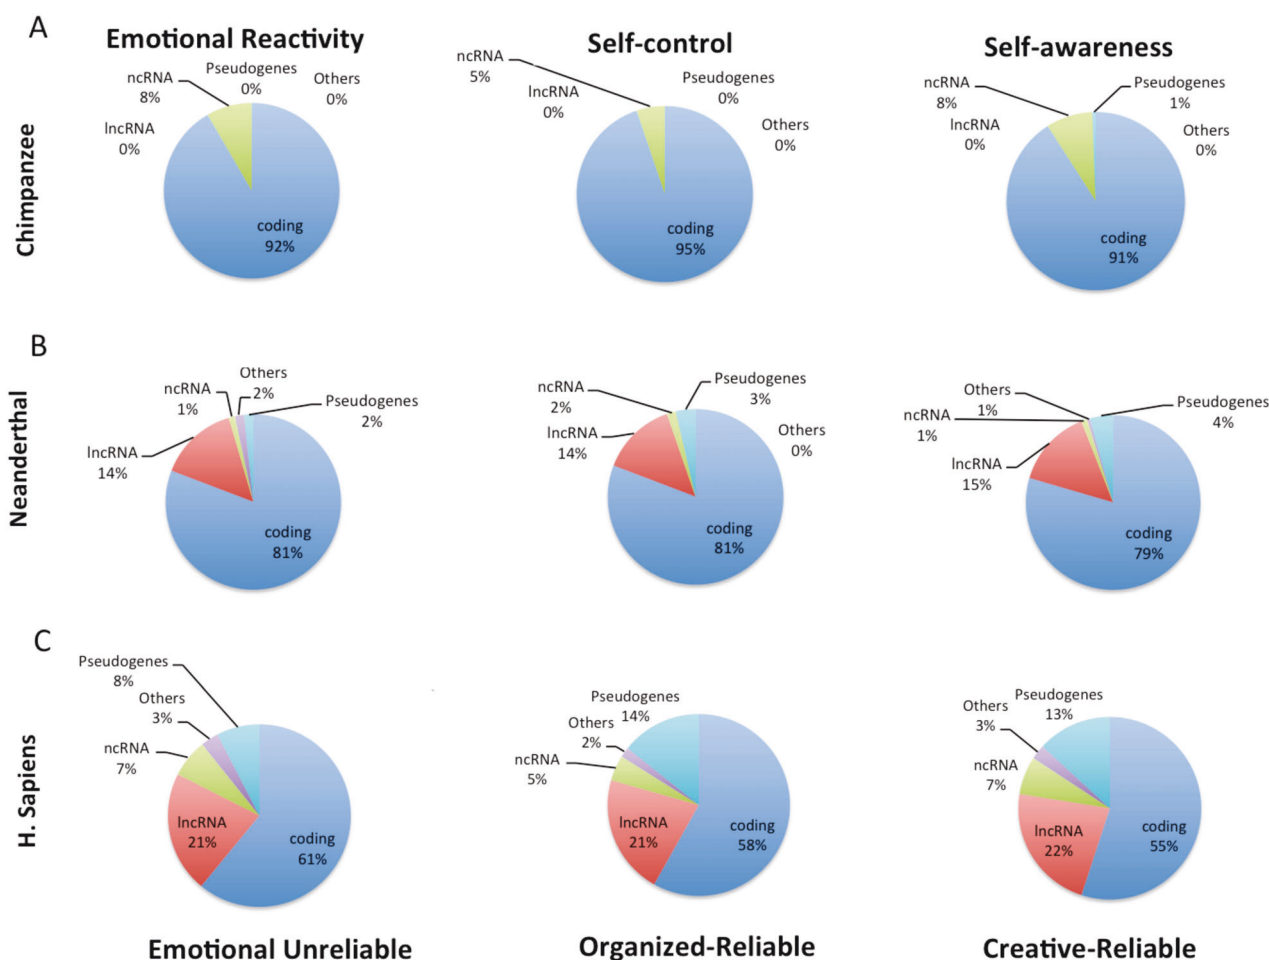 A
Emotional Reactivity
Self-control
Self-awareness
Chimpanzee
ncRNA
8%
Pseudogenes
0%
Others
0%
lncRNA
0%
coding
92%
ncRNA
5%
lncRNA
0%
Pseudogenes
0%
Others
0%
coding
95%
ncRNA
8%
lncRNA
0%
Pseudogenes
1%
Others
0%
coding
91%
B
Neanderthal
ncRNA
1%
Others
2%
Pseudogenes
2%
lncRNA
14%
coding
81%
ncRNA
2%
Pseudogenes
3%
lncRNA
14%
Others
0%
coding
81%
Others
1%
ncRNA
1%
Pseudogenes
4%
lncRNA
15%
coding
79%
C
H. Sapiens
Pseudogenes
8%
Others
3%
ncRNA
7%
lncRNA
21%
coding
61%
Pseudogenes
14%
Others
2%
ncRNA
5%
lncRNA
21%
coding
58%
Pseudogenes
13%
Others
3%
ncRNA
7%
lncRNA
22%
coding
55%
Emotional Unreliable
Organized-Reliable
Creative-Reliable